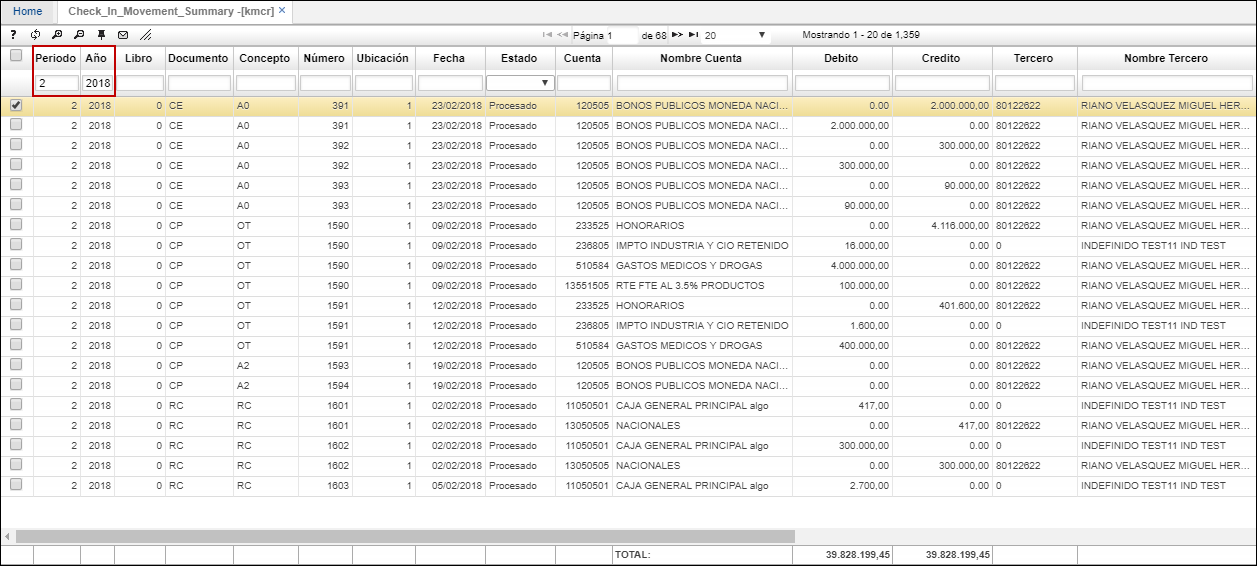 Home Check_In_Movement_Summary -[kmcr] ×
? Página 1 de 68 20 Mostrando 1 - 20 de 1,359
Periodo Año Libro Documento Concepto Número Ubicación Fecha Estado Cuenta Nombre Cuenta Debito Credito Tercero Nombre Tercero
2 2018
2 2018 0 CE A0 391 1 23/02/2018 Procesado 120505 BONOS PUBLICOS MONEDA NACI... 0.00 2.000.000,00 80122622 RIANO VELASQUEZ MIGUEL HER...
2 2018 0 CE A0 391 1 23/02/2018 Procesado 120505 BONOS PUBLICOS MONEDA NACI... 2.000.000,00 0.00 80122622 RIANO VELASQUEZ MIGUEL HER...
2 2018 0 CE A0 392 1 23/02/2018 Procesado 120505 BONOS PUBLICOS MONEDA NACI... 0.00 300.000,00 80122622 RIANO VELASQUEZ MIGUEL HER...
2 2018 0 CE A0 392 1 23/02/2018 Procesado 120505 BONOS PUBLICOS MONEDA NACI... 300.000,00 0.00 80122622 RIANO VELASQUEZ MIGUEL HER...
2 2018 0 CE A0 393 1 23/02/2018 Procesado 120505 BONOS PUBLICOS MONEDA NACI... 0.00 90.000,00 80122622 RIANO VELASQUEZ MIGUEL HER...
2 2018 0 CE A0 393 1 23/02/2018 Procesado 120505 BONOS PUBLICOS MONEDA NACI... 90.000,00 0.00 80122622 RIANO VELASQUEZ MIGUEL HER...
2 2018 0 CP OT 1590 1 09/02/2018 Procesado 233525 HONORARIOS 0.00 4.116.000,00 80122622 RIANO VELASQUEZ MIGUEL HER...
2 2018 0 CP OT 1590 1 09/02/2018 Procesado 236805 IMPTO INDUSTRIA Y CIO RETENIDO 16.000,00 0.00 0 INDEFINIDO TEST11 IND TEST
2 2018 0 CP OT 1590 1 09/02/2018 Procesado 510584 GASTOS MEDICOS Y DROGAS 4.000.000,00 0.00 80122622 RIANO VELASQUEZ MIGUEL HER...
2 2018 0 CP OT 1590 1 09/02/2018 Procesado 13551505 RTE FTE AL 3.5% PRODUCTOS 100.000,00 0.00 80122622 RIANO VELASQUEZ MIGUEL HER...
2 2018 0 CP OT 1591 1 12/02/2018 Procesado 233525 HONORARIOS 0.00 401.600,00 80122622 RIANO VELASQUEZ MIGUEL HER...
2 2018 0 CP OT 1591 1 12/02/2018 Procesado 236805 IMPTO INDUSTRIA Y CIO RETENIDO 1.600,00 0.00 0 INDEFINIDO TEST11 IND TEST
2 2018 0 CP OT 1591 1 12/02/2018 Procesado 510584 GASTOS MEDICOS Y DROGAS 400.000,00 0.00 80122622 RIANO VELASQUEZ MIGUEL HER...
2 2018 0 CP A2 1593 1 19/02/2018 Procesado 120505 BONOS PUBLICOS MONEDA NACI... 0.00 0.00 80122622 RIANO VELASQUEZ MIGUEL HER...
2 2018 0 CP A2 1594 1 19/02/2018 Procesado 120505 BONOS PUBLICOS MONEDA NACI... 0.00 0.00 80122622 RIANO VELASQUEZ MIGUEL HER...
2 2018 0 RC RC 1601 1 02/02/2018 Procesado 11050501 CAJA GENERAL PRINCIPAL algo 417,00 0.00 0 INDEFINIDO TEST11 IND TEST
2 2018 0 RC RC 1601 1 02/02/2018 Procesado 13050505 NACIONALES 0.00 417,00 80122622 RIANO VELASQUEZ MIGUEL HER...
2 2018 0 RC RC 1602 1 02/02/2018 Procesado 11050501 CAJA GENERAL PRINCIPAL algo 300.000,00 0.00 0 INDEFINIDO TEST11 IND TEST
2 2018 0 RC RC 1602 1 02/02/2018 Procesado 13050505 NACIONALES 0.00 300.000,00 80122622 RIANO VELASQUEZ MIGUEL HER...
2 2018 0 RC RC 1603 1 05/02/2018 Procesado 11050501 CAJA GENERAL PRINCIPAL algo 2.700,00 0.00 0 INDEFINIDO TEST11 IND TEST
TOTAL: 39.828.199,45 39.828.199,45